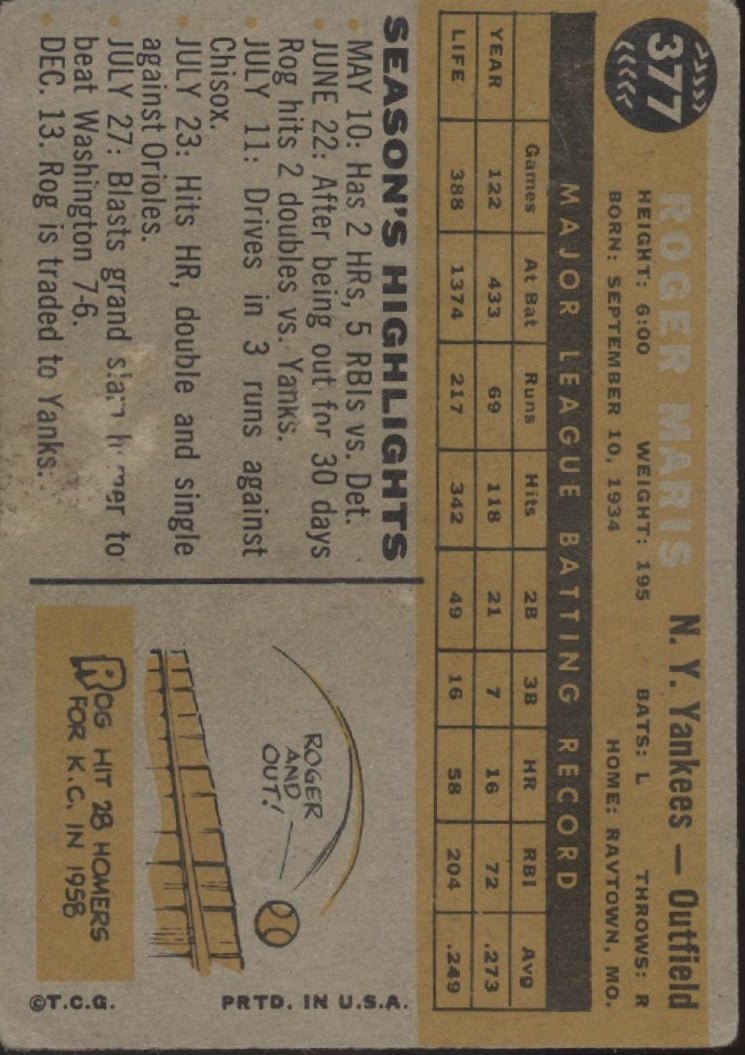 377
ROGER MARIS N. Y. Yankees — Outfield
HEIGHT: 6:00 WEIGHT: 195 BATS: L THROWS: R
BORN: SEPTEMBER 10, 1934 HOME: RAYTOWN, MO.
MAJOR LEAGUE BATTING RECORD
Games At Bat Runs Hits 2B 3B HR RBI Avg
YEAR 122 433 69 118 21 7 16 72 .273
LIFE 388 1374 217 342 49 16 58 204 .249
SEASON'S HIGHLIGHTS
• MAY 10: Has 2 HRs, 5 RBIs vs. Det.
• JUNE 22: After being out for 30 days
Rog hits 2 doubles vs. Yanks.
• JULY 11: Drives in 3 runs against
Chisox.
• JULY 23: Hits HR, double and single
against Orioles.
• JULY 27: Blasts grand slam homer to
beat Washington 7-6.
• DEC. 13. Rog is traded to Yanks.
ROGER
AND
OUT!
ROG HIT 28 HOMERS
FOR K.C. IN 1958
©T.C.G. PRTD. IN U.S.A.